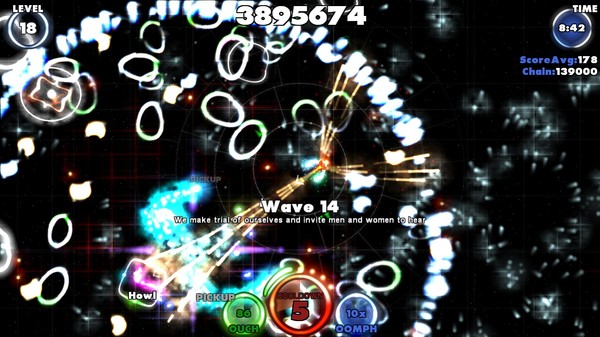 LEVEL
18
3895674
TIME
8:42
ScoreAvg:178
Chain:139000
PICKUP
Wave 14
We make trial of ourselves and invite men and women to hear
Howl
PICKUP
86
OUCH
5
10x
OOMPH